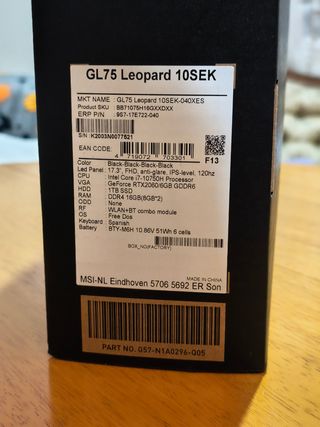 GL75 Leopard 10SEK
MKT NAME : GL75 Leopard 10SEK-040XES
Product SKU : BB71075H16GXXDXX
ERP P/N : 9S7-17E722-040
S/N : K2003N0077521
EAN CODE:
4 719072 703301
F13
Color : Black-Black-Black-Black
Led Panel : 17.3", FHD, anti-glare, IPS-level, 120hz
CPU : Intel Core i7-10750H Processor
VGA : GeForce RTX2080/6GB GDDR6
HDD : 1TB SSD
RAM : DDR4 16GB(8GB*2)
ODD : None
RF : WLAN+BT combo module
OS : Free Dos
Keyboard : Spanish
Battery : BTY-M6H 10.86V 51Wh 6 cells
BOX_NO(FACTORY)
MADE IN CHINA
MSI-NL Eindhoven 5706 5692 ER Son
PART NO. 057-N1A0296-Q05